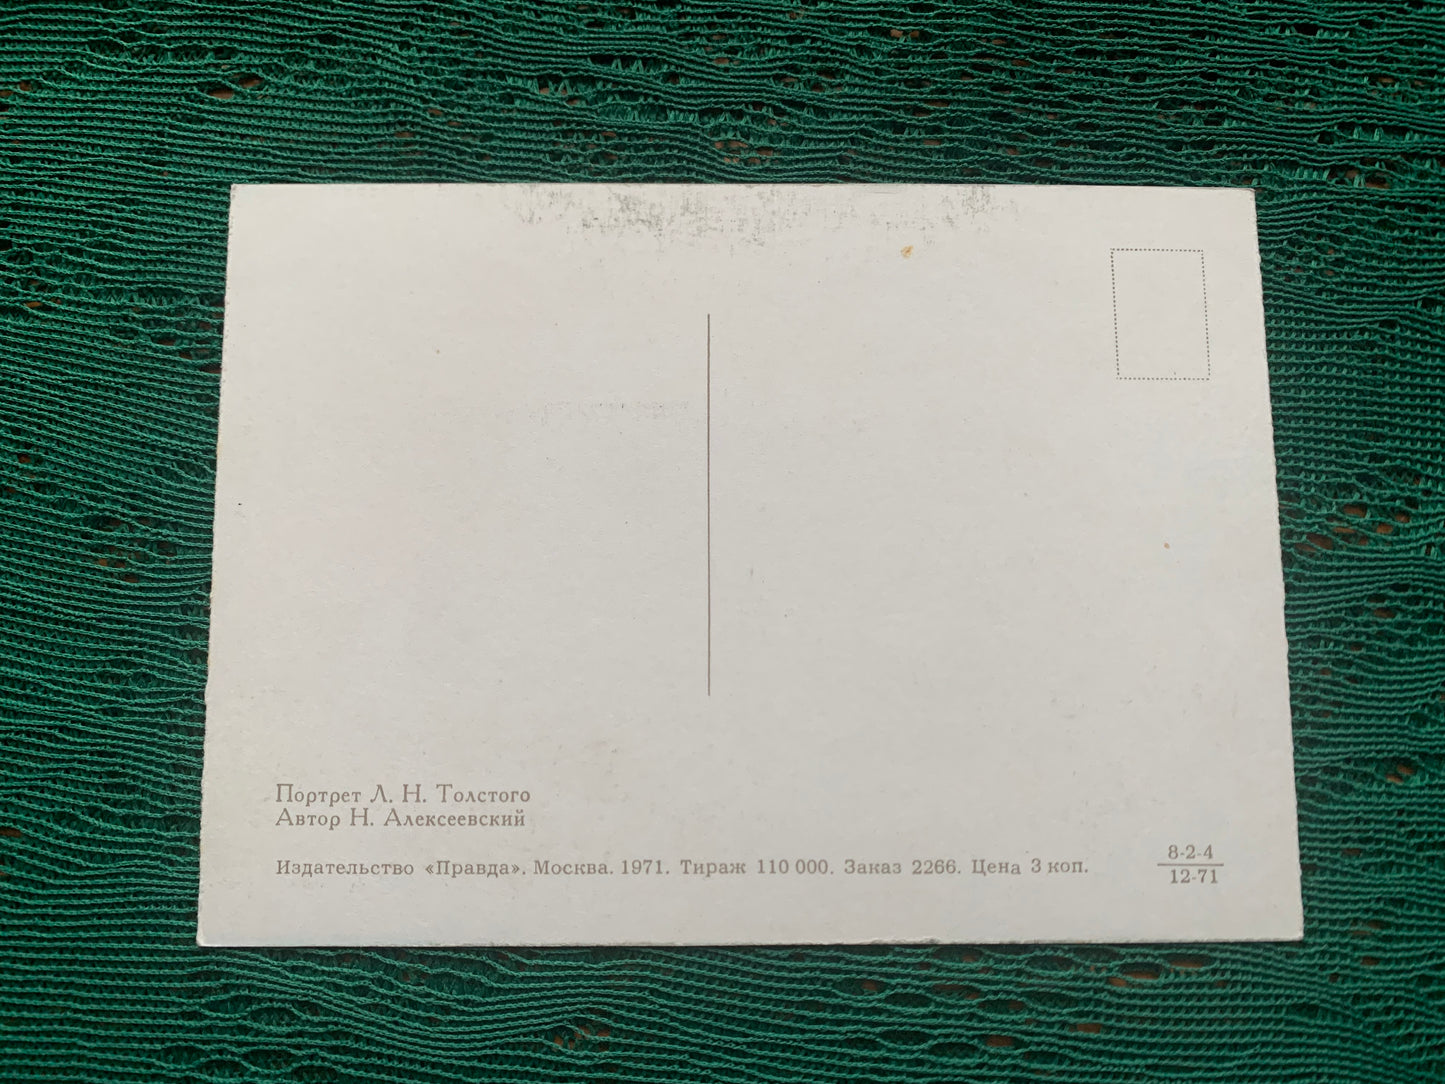 Портрет Л. Н. Толстого
Автор Н. Алексеевский
Издательство «Правда». Москва. 1971. Тираж 110 000. Заказ 2266. Цена 3 коп.
8-2-4
12-71